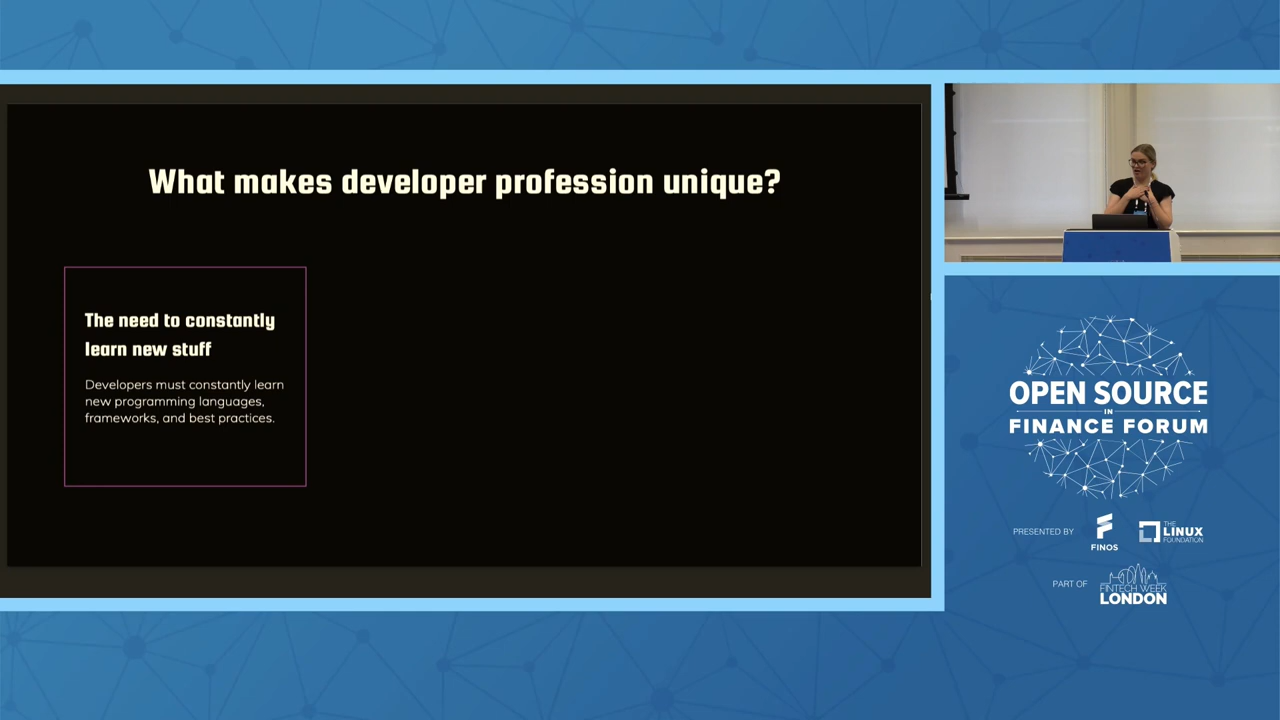 What makes developer profession unique?
The need to constantly
learn new stuff
Developers must constantly learn
new programming languages,
frameworks, and best practices.
OPEN SOURCE
IN
FINANCE FORUM
PRESENTED BY
FINOS
THE
LINUX
FOUNDATION
PART OF
FINTECH WEEK
LONDON